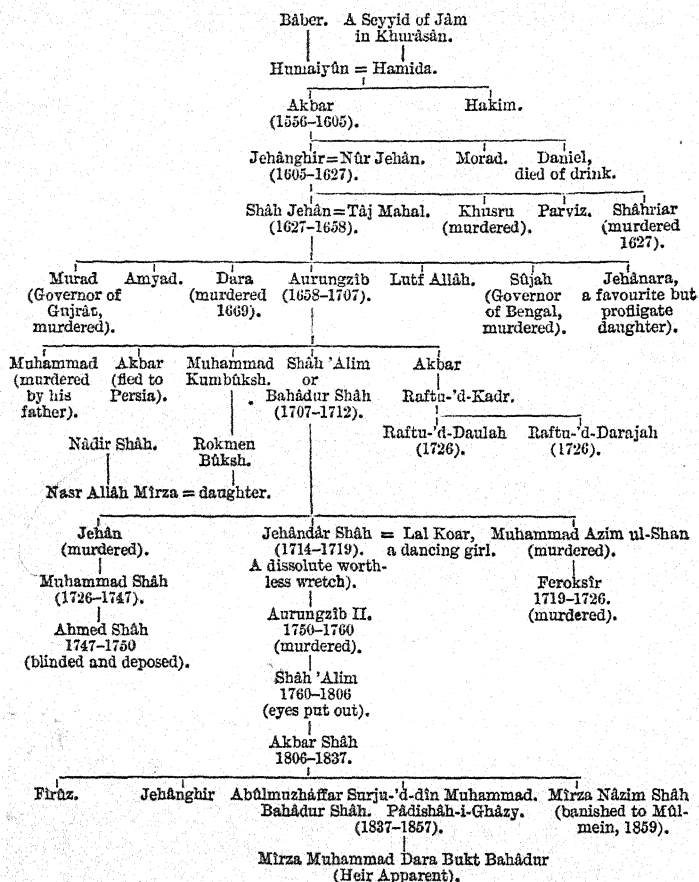 Bâber. A Seyyid of Jâm
in Khurâsân.
Humaiyûn = Hamida.
Akbar Hakim.
(1556–1605).
Jehânghir=Nûr Jehân. Morad. Daniel,
(1605–1627). died of drink.
Shâh Jehân=Tâj Mahal. Khusru Parviz. Shâhriar
(1627–1658). (murdered). (murdered
1627).
Murad Amyad. Dara Aurungzîb Lutf Allâh. Sûjah Jehânara,
(Governor of (murdered (1658–1707). (Governor a favourite but
Gujrât, 1669). of Bengal, profligate
murdered). murdered). daughter).
Muhammad Akbar Muhammad Shâh 'Alim Akbar
(murdered (fled to Kumbûksh. or
by his Persia). Bahâdur Shâh Raftu-'d-Kadr.
father). (1707–1712).
Raftu-'d-Daulah Raftu-'d-Darajah
(1726). (1726).
Nâdir Shâh. Rokmen
Bûksh.
Nasr Allâh Mîrza = daughter.
Jehân Jehândâr Shâh = Lal Koar, Muhammad Azim ul-Shan
(murdered). (1714–1719). a dancing girl. (murdered).
A dissolute worth-
Muhammad Shâh less wretch). Feroksîr
(1726–1747). 1719–1726.
Aurungzîb II. (murdered).
Ahmed Shâh 1750–1760
1747–1750 (murdered).
(blinded and deposed).
Shâh 'Alim
1760–1806
(eyes put out).
Akbar Shâh
1806–1837.
Fîrûz. Jehânghir Abûlmuzhaffar Surju-'d-dîn Muhammad. Mîrza Nâzim Shâh
Bahâdur Shâh. Pâdishâh-i-Ghâzy. (banished to Mûl-
(1837–1857). mein, 1859).
Mîrza Muhammad Dara Bukt Bahâdur
(Heir Apparent).